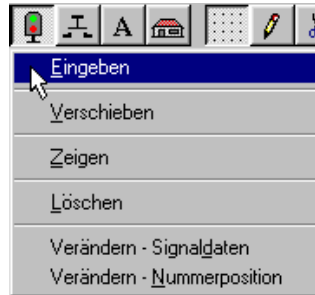 A
Eingeben
Verschieben
Zeigen
Löschen
Verändern - Signaldaten
Verändern - Nummerposition